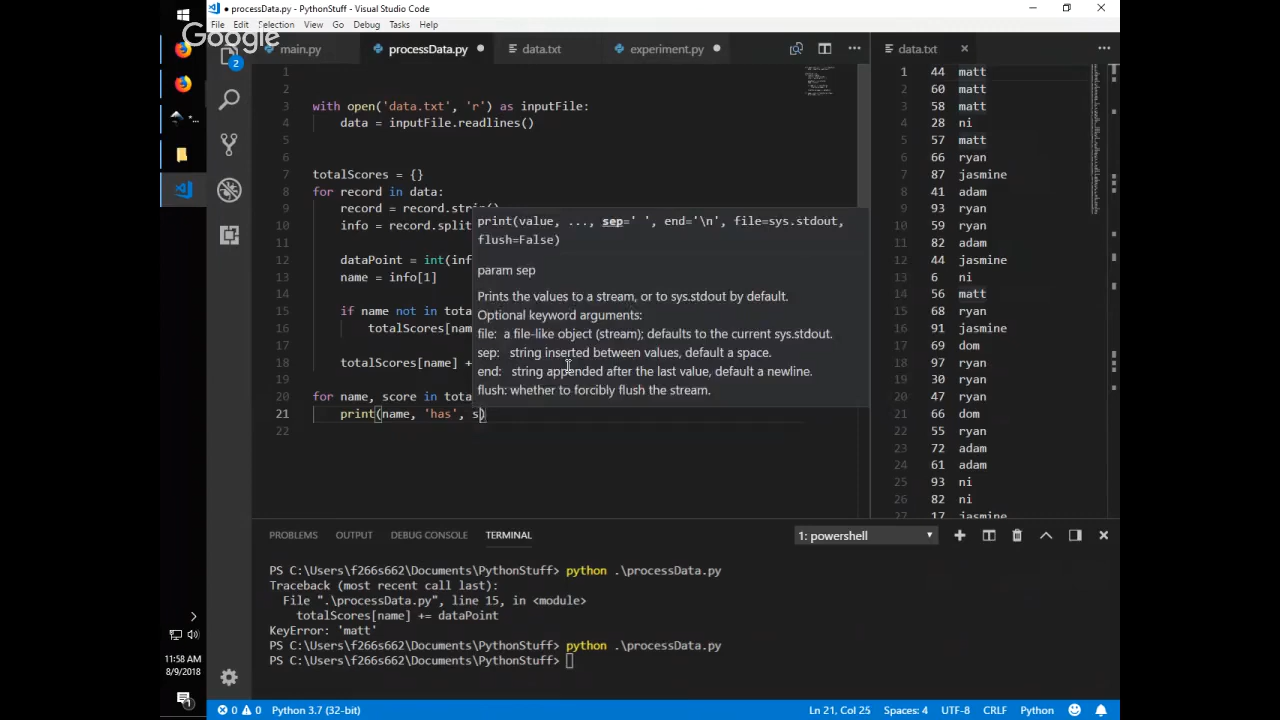 processData.py - PythonStuff - Visual Studio Code
File Edit Selection View Go Debug Tasks Help
Google
main.py processData.py data.txt experiment.py data.txt
2
1
2
3 with open('data.txt', 'r') as inputFile:
4 data = inputFile.readlines()
5
6
7 totalScores = {}
8 for record in data:
9 record = record.strip()
10 info = record.split
11
12 dataPoint = int(inf
13 name = info[1]
14
15 if name not in tota
16 totalScores[nam
17
18 totalScores[name] +
19
20 for name, score in tota
21 print(name, 'has', s)
22
print(value, ..., sep=' ', end='\n', file=sys.stdout,
flush=False)
param sep
Prints the values to a stream, or to sys.stdout by default.
Optional keyword arguments:
file: a file-like object (stream); defaults to the current sys.stdout.
sep: string inserted between values, default a space.
end: string appended after the last value, default a newline.
flush: whether to forcibly flush the stream.
1 44 matt
2 60 matt
3 58 matt
4 28 ni
5 57 matt
6 66 ryan
7 87 jasmine
8 41 adam
9 93 ryan
10 59 ryan
11 82 adam
12 44 jasmine
13 6 ni
14 56 matt
15 68 ryan
16 91 jasmine
17 69 dom
18 97 ryan
19 30 ryan
20 47 ryan
21 66 dom
22 55 ryan
23 72 adam
24 61 adam
25 93 ni
26 82 ni
27 17 jasmine
PROBLEMS OUTPUT DEBUG CONSOLE TERMINAL 1: powershell
PS C:\Users\f266s662\Documents\PythonStuff> python .\processData.py
Traceback (most recent call last):
File ".\processData.py", line 15, in <module>
totalScores[name] += dataPoint
KeyError: 'matt'
PS C:\Users\f266s662\Documents\PythonStuff> python .\processData.py
PS C:\Users\f266s662\Documents\PythonStuff>
11:58 AM
8/9/2018
1
0 0 Python 3.7 (32-bit) Ln 21, Col 25 Spaces: 4 UTF-8 CRLF Python